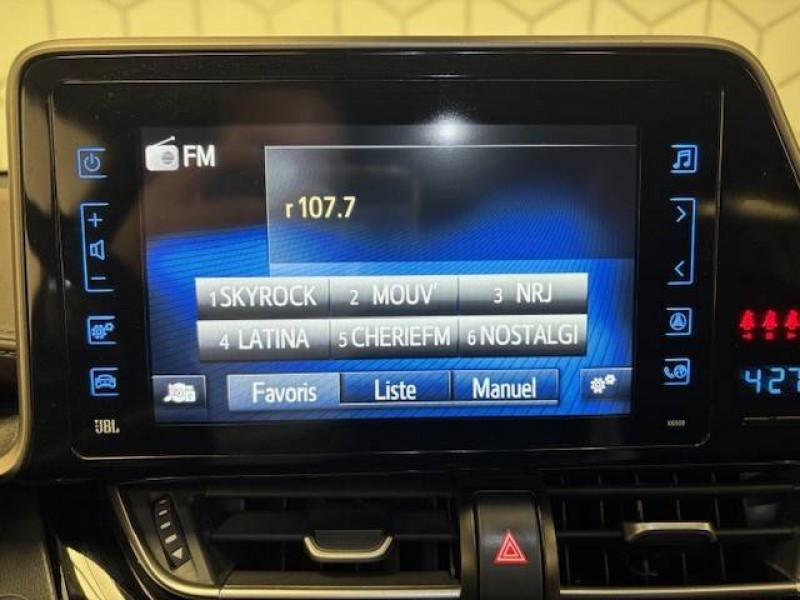 FM
r 107.7
1 SKYROCK 2 MOUV' 3 NRJ
4 LATINA 5 CHERIEFM 6 NOSTALGI
Favoris Liste Manuel
+
−
JBL
427